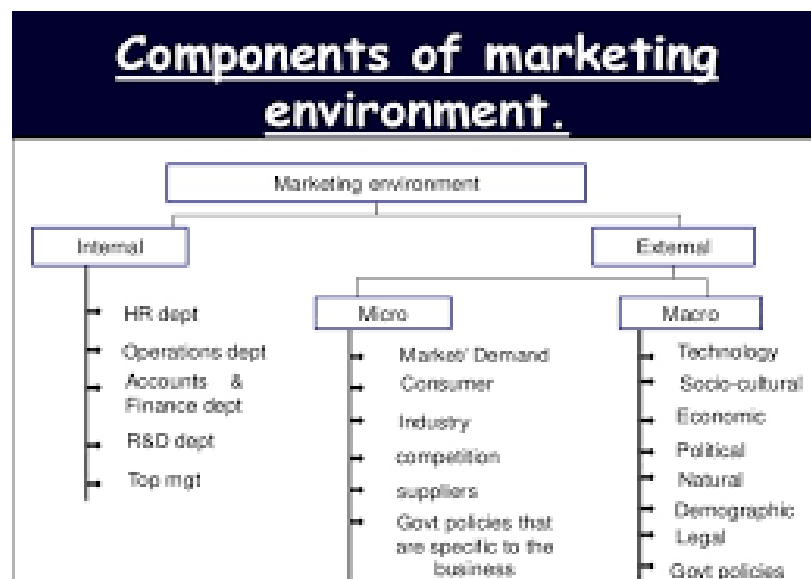 Components of marketing
environment.
Marketing environment
Internal
External
HR dept
Operations dept
Accounts &
Finance dept
R&D dept
Top mgt
Micro
Market/ Demand
Consumer
Industry
competition
suppliers
Govt policies that
are specific to the
business
Macro
Technology
Socio-cultural
Economic
Political
Natural
Demographic
Legal
Govt policies